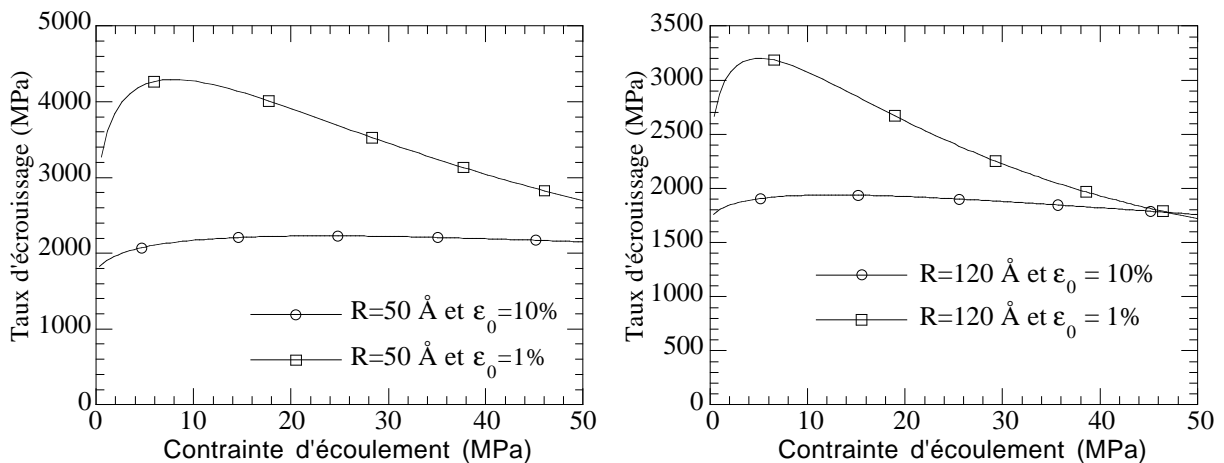 Taux d'écrouissage (MPa)
5000
4000
3000
2000
1000
0
R=50 Å et ε0=10%
R=50 Å et ε0=1%
0 10 20 30 40 50
Contrainte d'écoulement (MPa)
Taux d'écrouissage (MPa)
3500
3000
2500
2000
1500
1000
500
0
R=120 Å et ε0 = 10%
R=120 Å et ε0 = 1%
0 10 20 30 40 50
Contrainte d'écoulement (MPa)